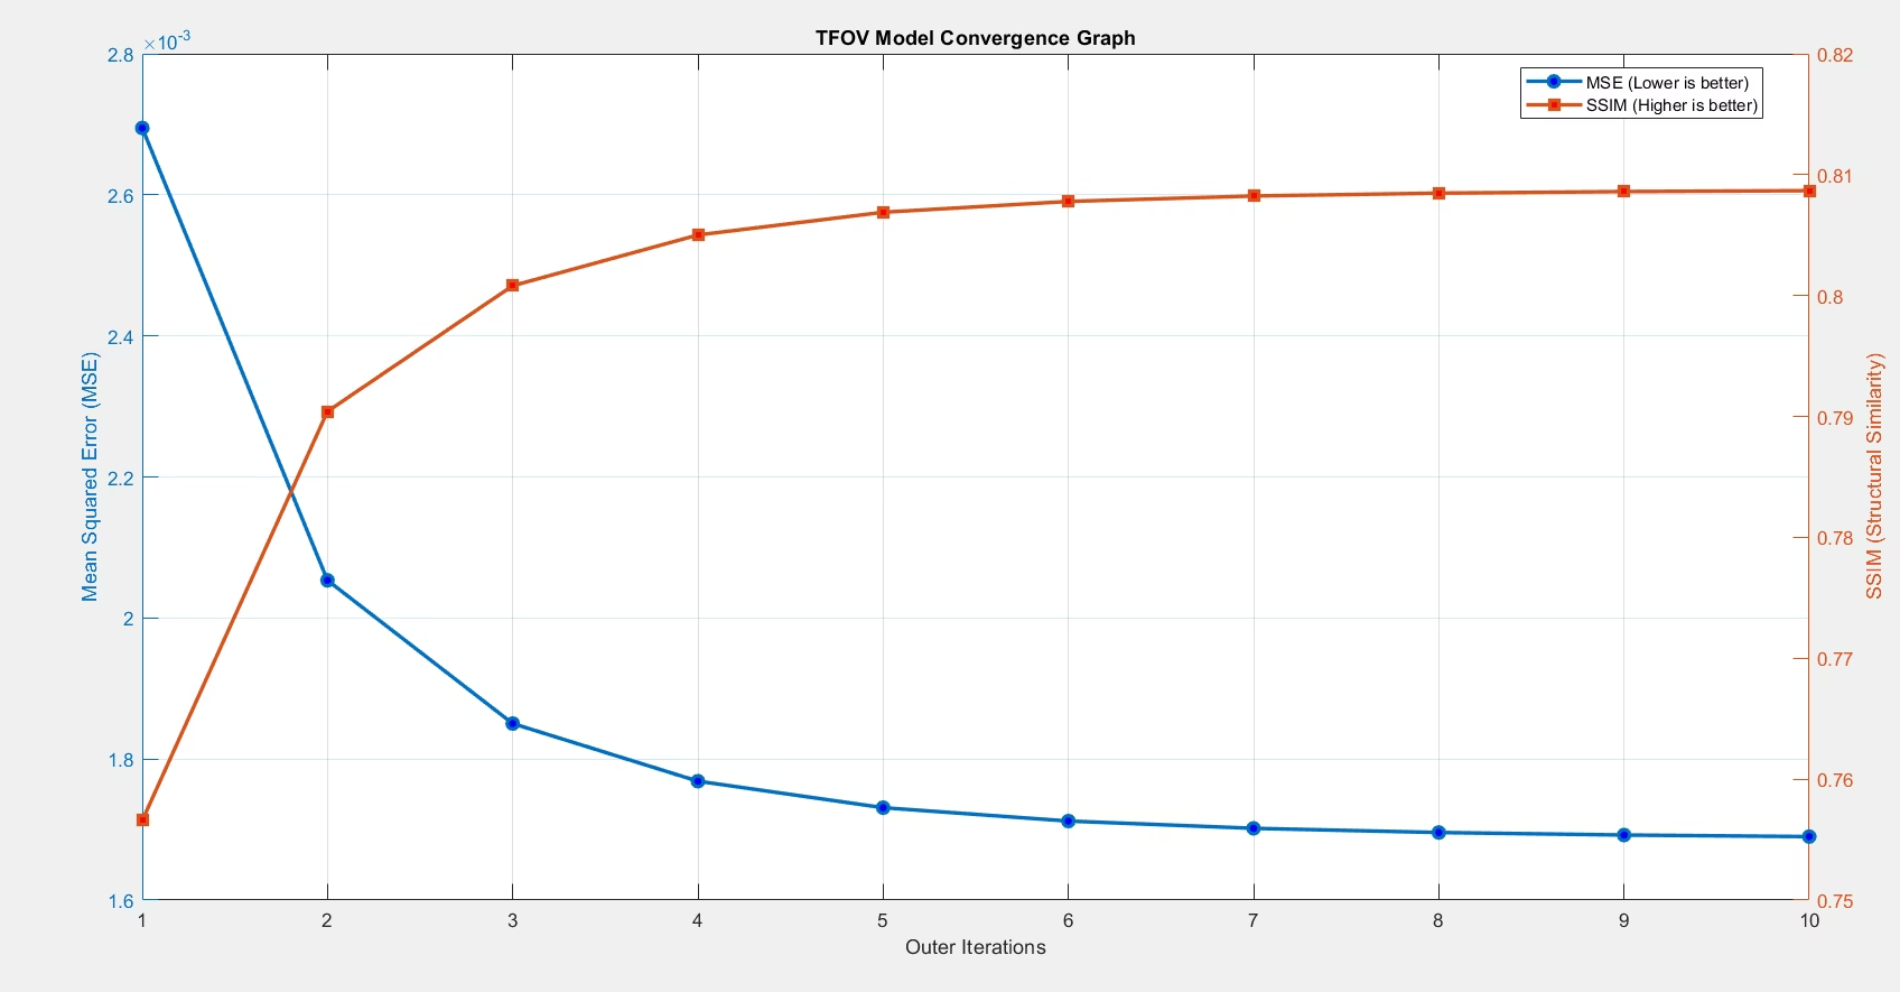 TFOV Model Convergence Graph
×10⁻³
MSE (Lower is better)
SSIM (Higher is better)
2.8
2.6
2.4
2.2
2
1.8
1.6
Mean Squared Error (MSE)
0.82
0.81
0.8
0.79
0.78
0.77
0.76
0.75
SSIM (Structural Similarity)
1 2 3 4 5 6 7 8 9 10
Outer Iterations